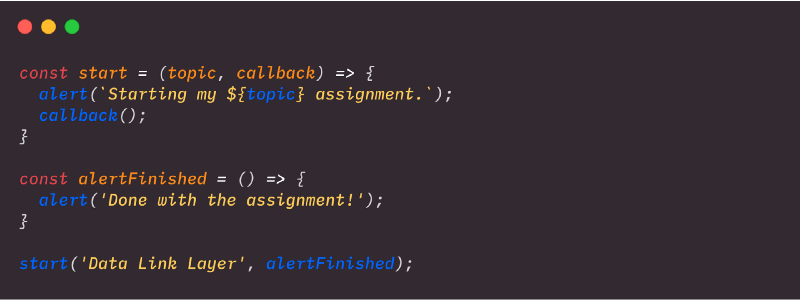 const start = (topic, callback) => {
  alert(`Starting my ${topic} assignment.`);
  callback();
}
const alertFinished = () => {
  alert('Done with the assignment!');
}
start('Data Link Layer', alertFinished);